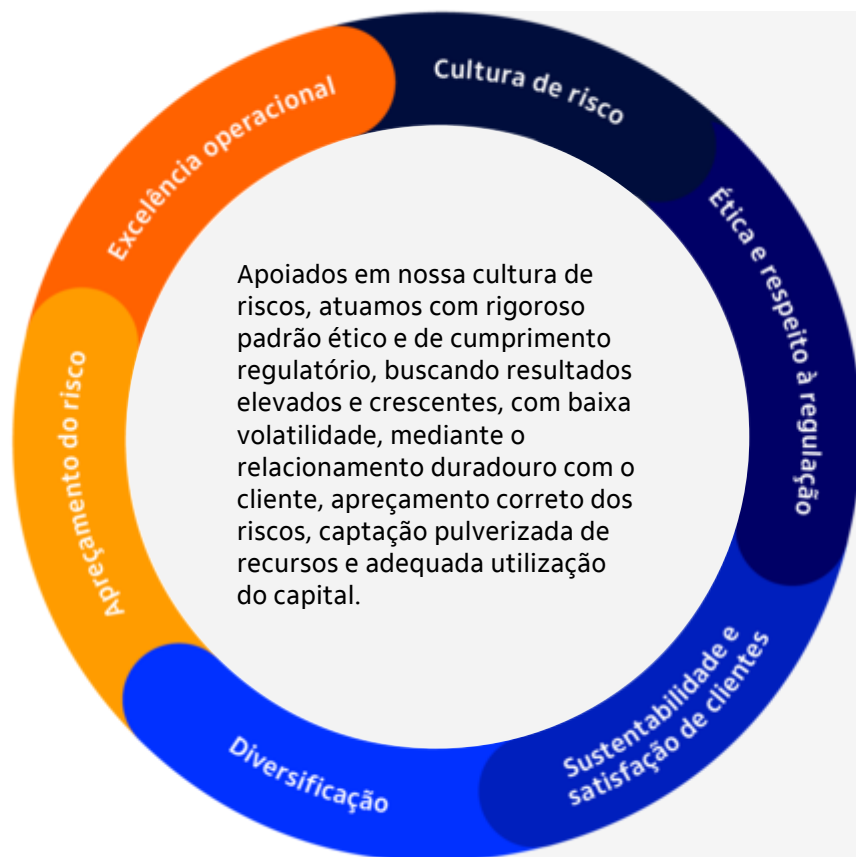 Cultura de risco
Ética e respeito à regulação
Sustentabilidade e
satisfação de clientes
Diversificação
Apreçamento do risco
Excelência operacional
Apoiados em nossa cultura de
riscos, atuamos com rigoroso
padrão ético e de cumprimento
regulatório, buscando resultados
elevados e crescentes, com baixa
volatilidade, mediante o
relacionamento duradouro com o
cliente, apreçamento correto dos
riscos, captação pulverizada de
recursos e adequada utilização
do capital.